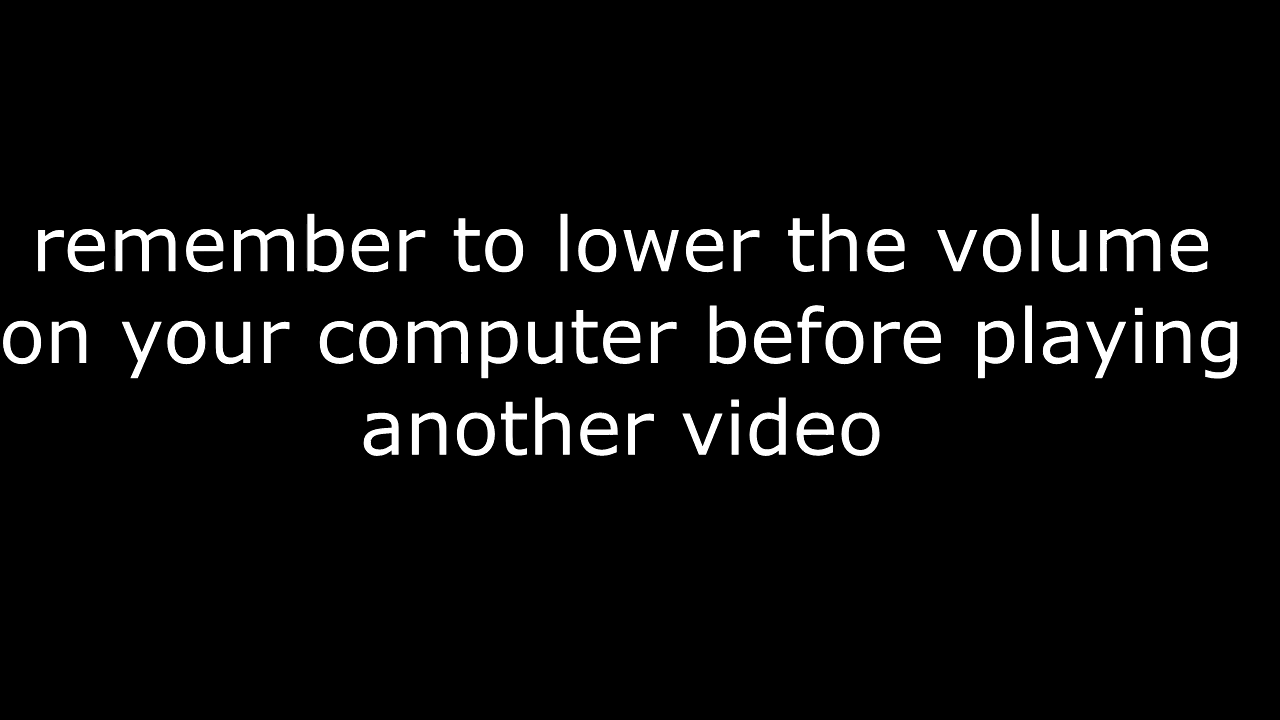 remember to lower the volume
on your computer before playing
another video